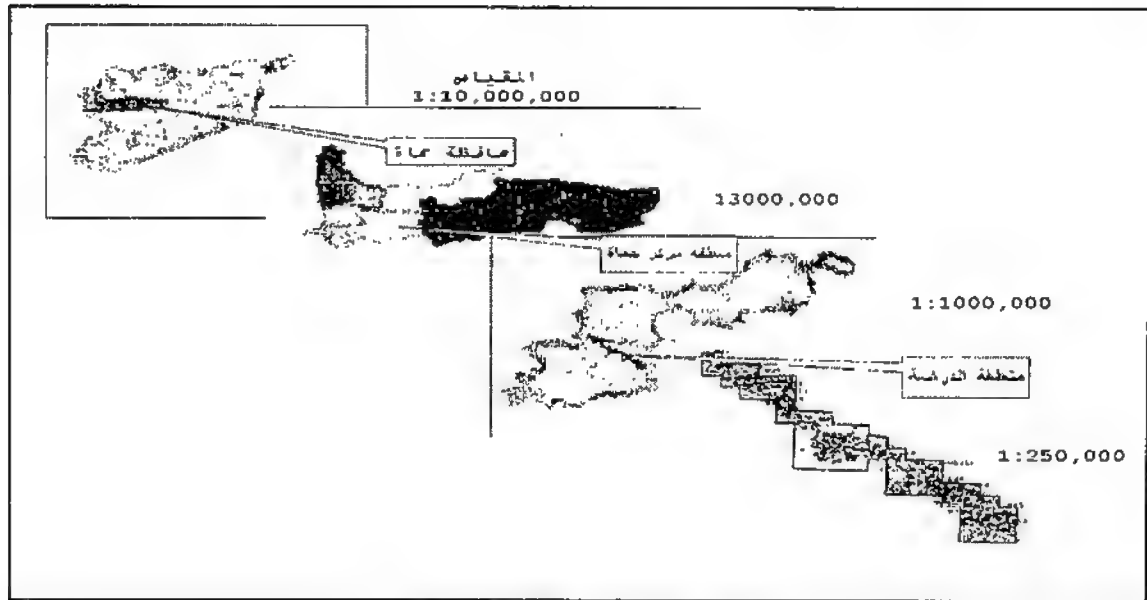 المقياس
1:10,000,000
محافظة حماة
13000,000
منطقة مركز حماة
1:1000,000
منطقة الدراسة
1:250,000